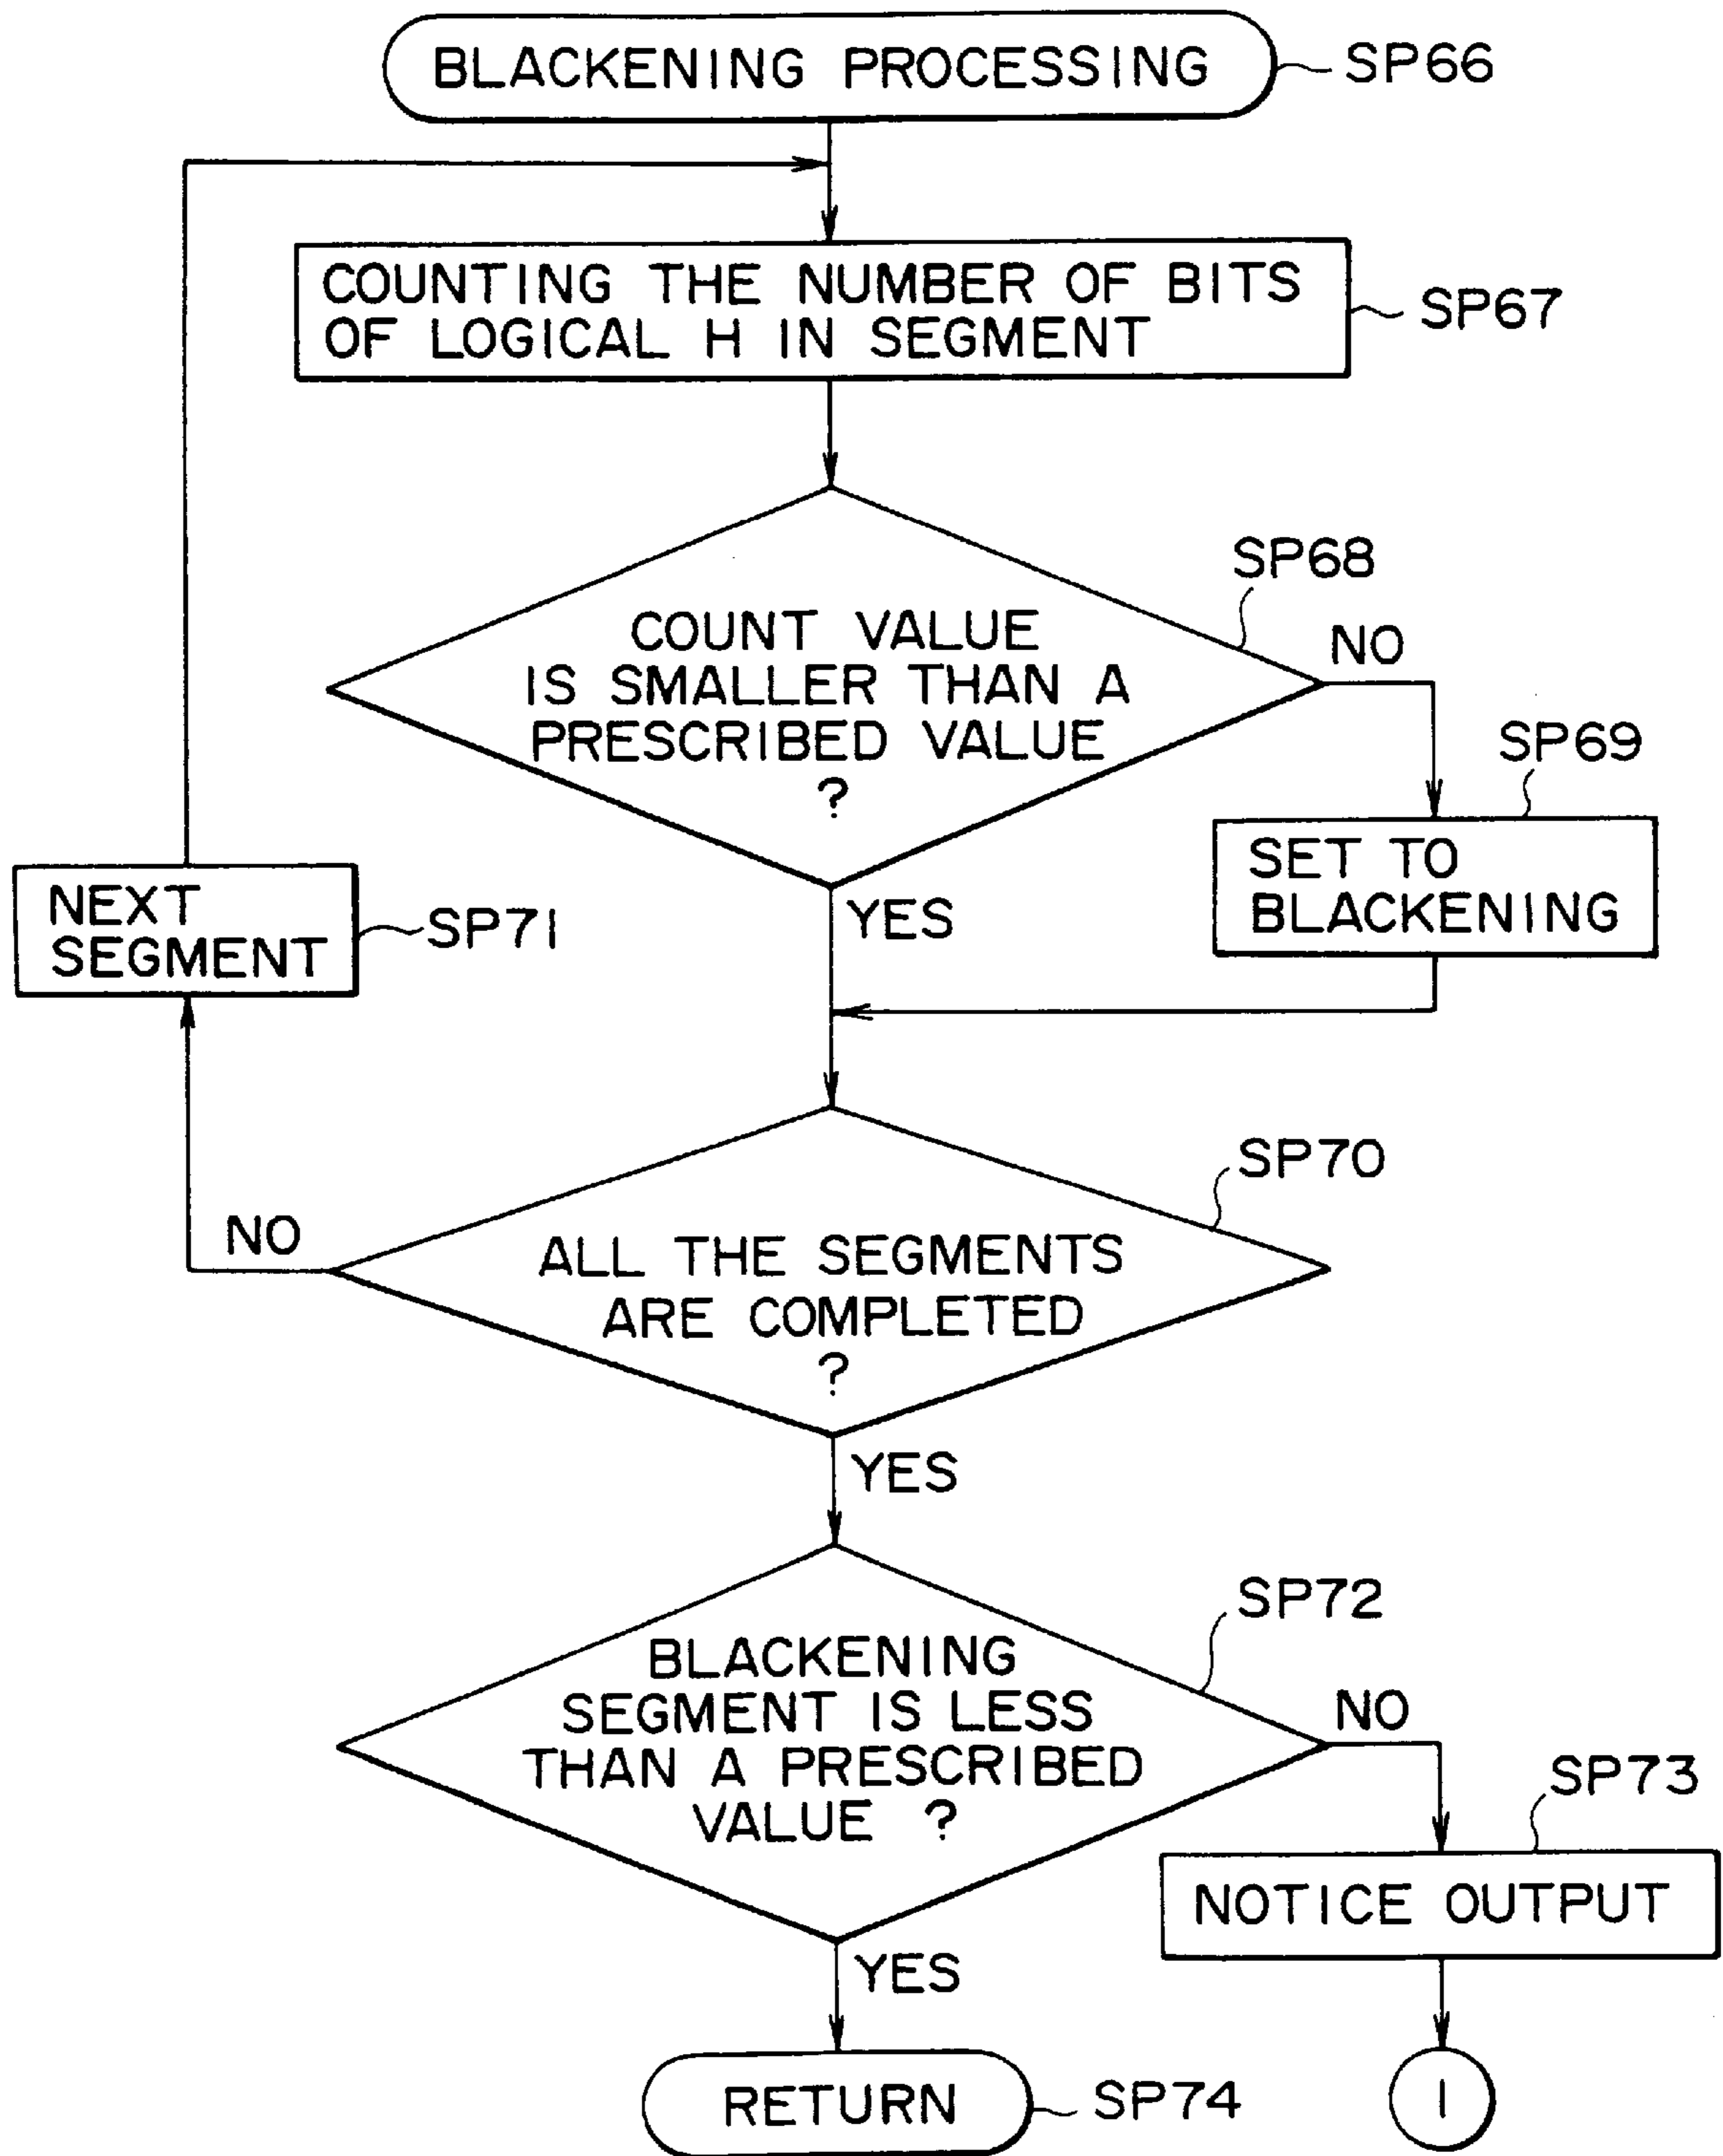 BLACKENING PROCESSING
SP66
COUNTING THE NUMBER OF BITS
OF LOGICAL H IN SEGMENT
SP67
SP68
COUNT VALUE
IS SMALLER THAN A
PRESCRIBED VALUE
?
NO
SP69
SET TO
BLACKENING
YES
NEXT
SEGMENT
SP71
SP70
ALL THE SEGMENTS
ARE COMPLETED
?
NO
YES
SP72
BLACKENING
SEGMENT IS LESS
THAN A PRESCRIBED
VALUE ?
NO
SP73
NOTICE OUTPUT
YES
RETURN
SP74
1